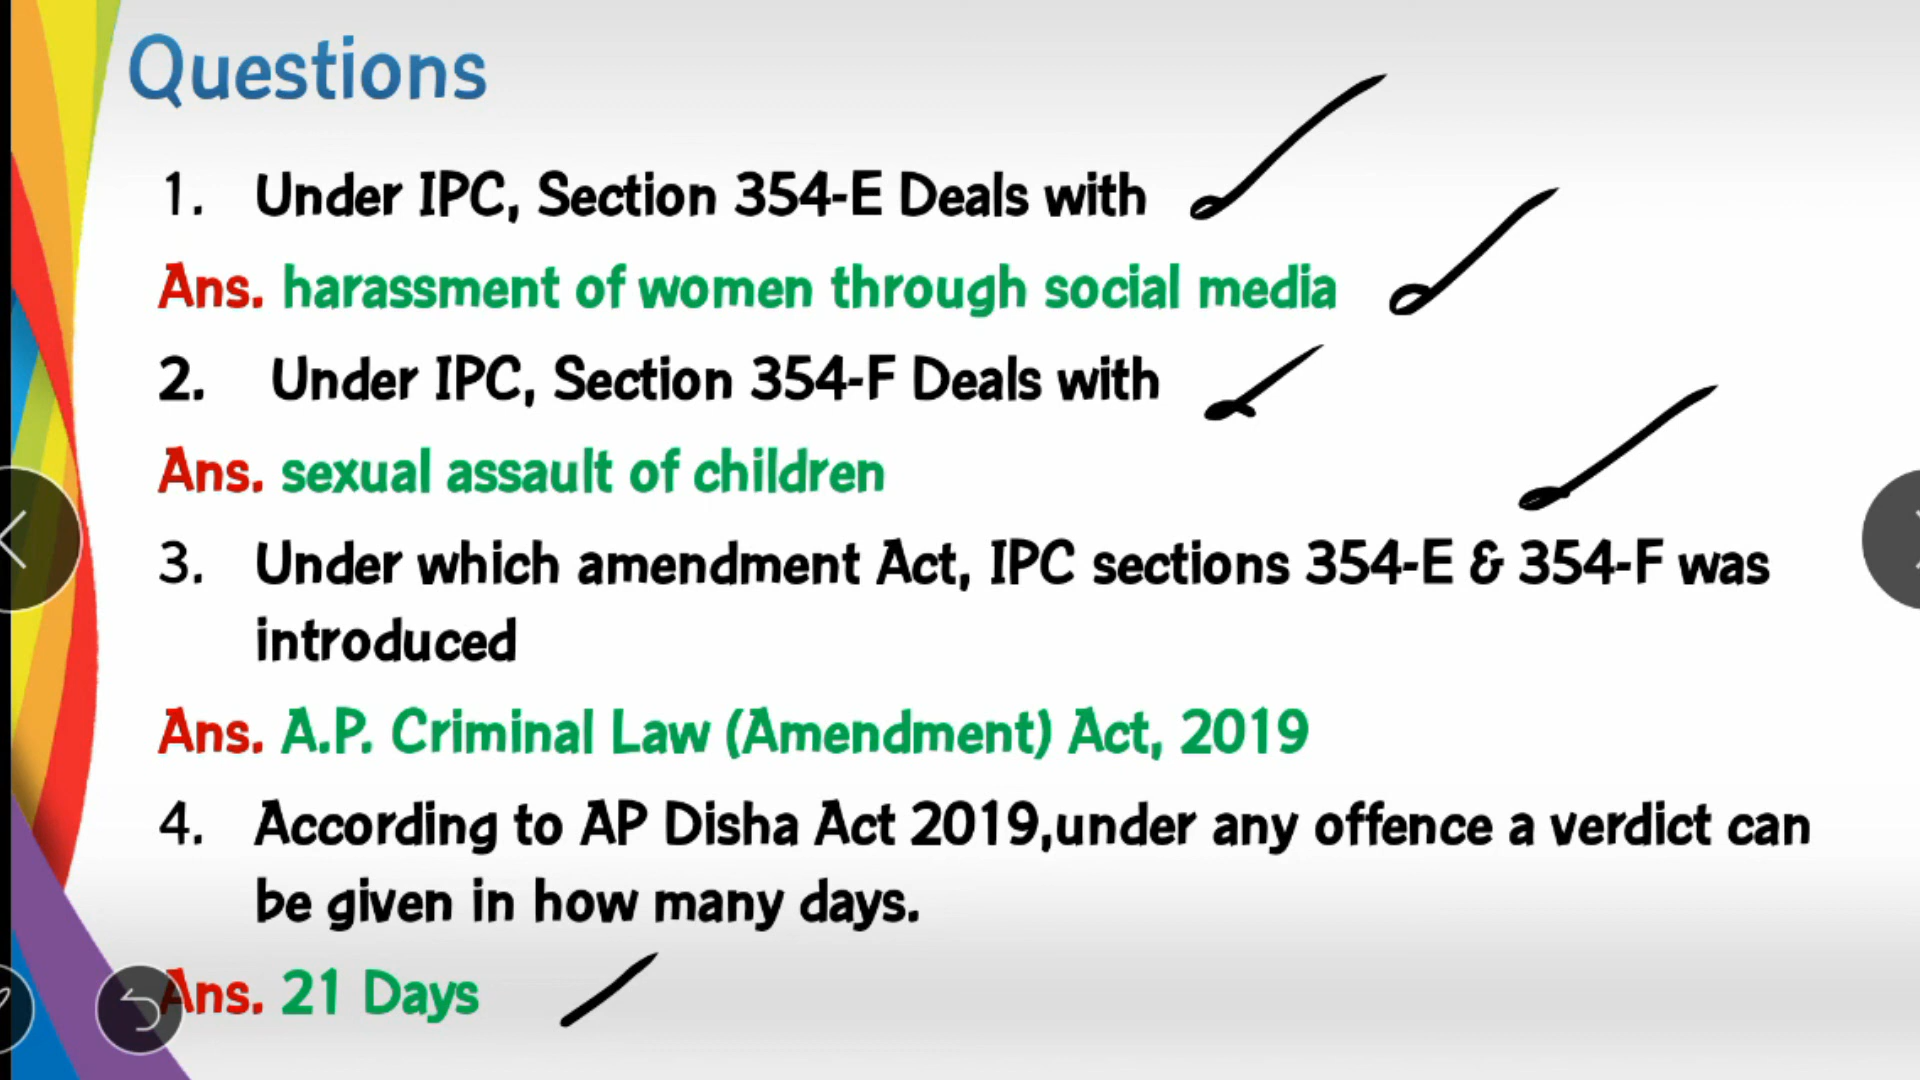 Questions
1. Under IPC, Section 354-E Deals with
Ans. harassment of women through social media
2. Under IPC, Section 354-F Deals with
Ans. sexual assault of children
3. Under which amendment Act, IPC sections 354-E & 354-F was
introduced
Ans. A.P. Criminal Law (Amendment) Act, 2019
4. According to AP Disha Act 2019,under any offence a verdict can
be given in how many days.
Ans. 21 Days